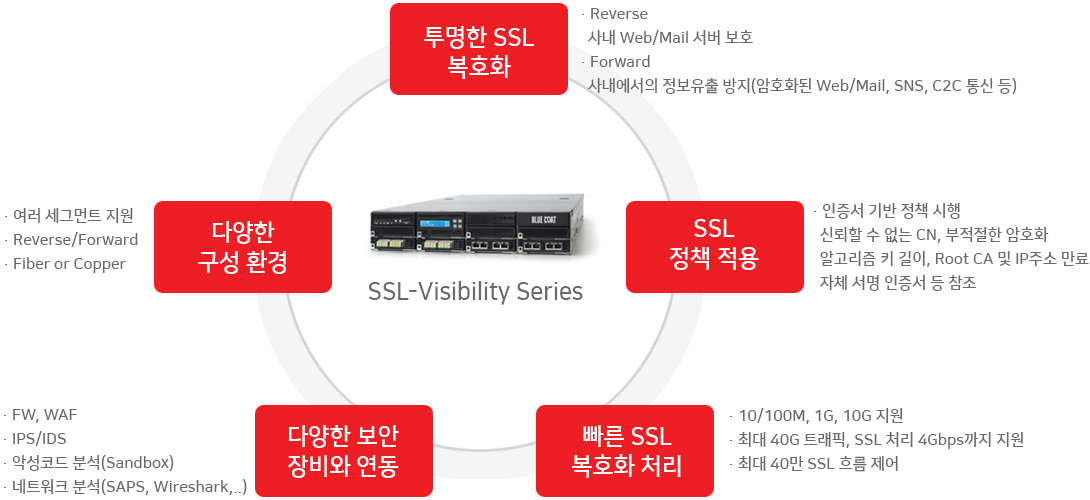 투명한 SSL
복호화
· Reverse
사내 Web/Mail 서버 보호
· Forward
사내에서의 정보유출 방지(암호화된 Web/Mail, SNS, C2C 통신 등)
· 여러 세그먼트 지원
· Reverse/Forward
· Fiber or Copper
다양한
구성 환경
BLUE COAT
SSL-Visibility Series
SSL
정책 적용
· 인증서 기반 정책 시행
신뢰할 수 없는 CN, 부적절한 암호화
알고리즘 키 길이, Root CA 및 IP주소 만료
자체 서명 인증서 등 참조
· FW, WAF
· IPS/IDS
· 악성코드 분석(Sandbox)
· 네트워크 분석(SAPS, Wireshark,..)
다양한 보안
장비와 연동
빠른 SSL
복호화 처리
· 10/100M, 1G, 10G 지원
· 최대 40G 트래픽, SSL 처리 4Gbps까지 지원
· 최대 40만 SSL 흐름 제어